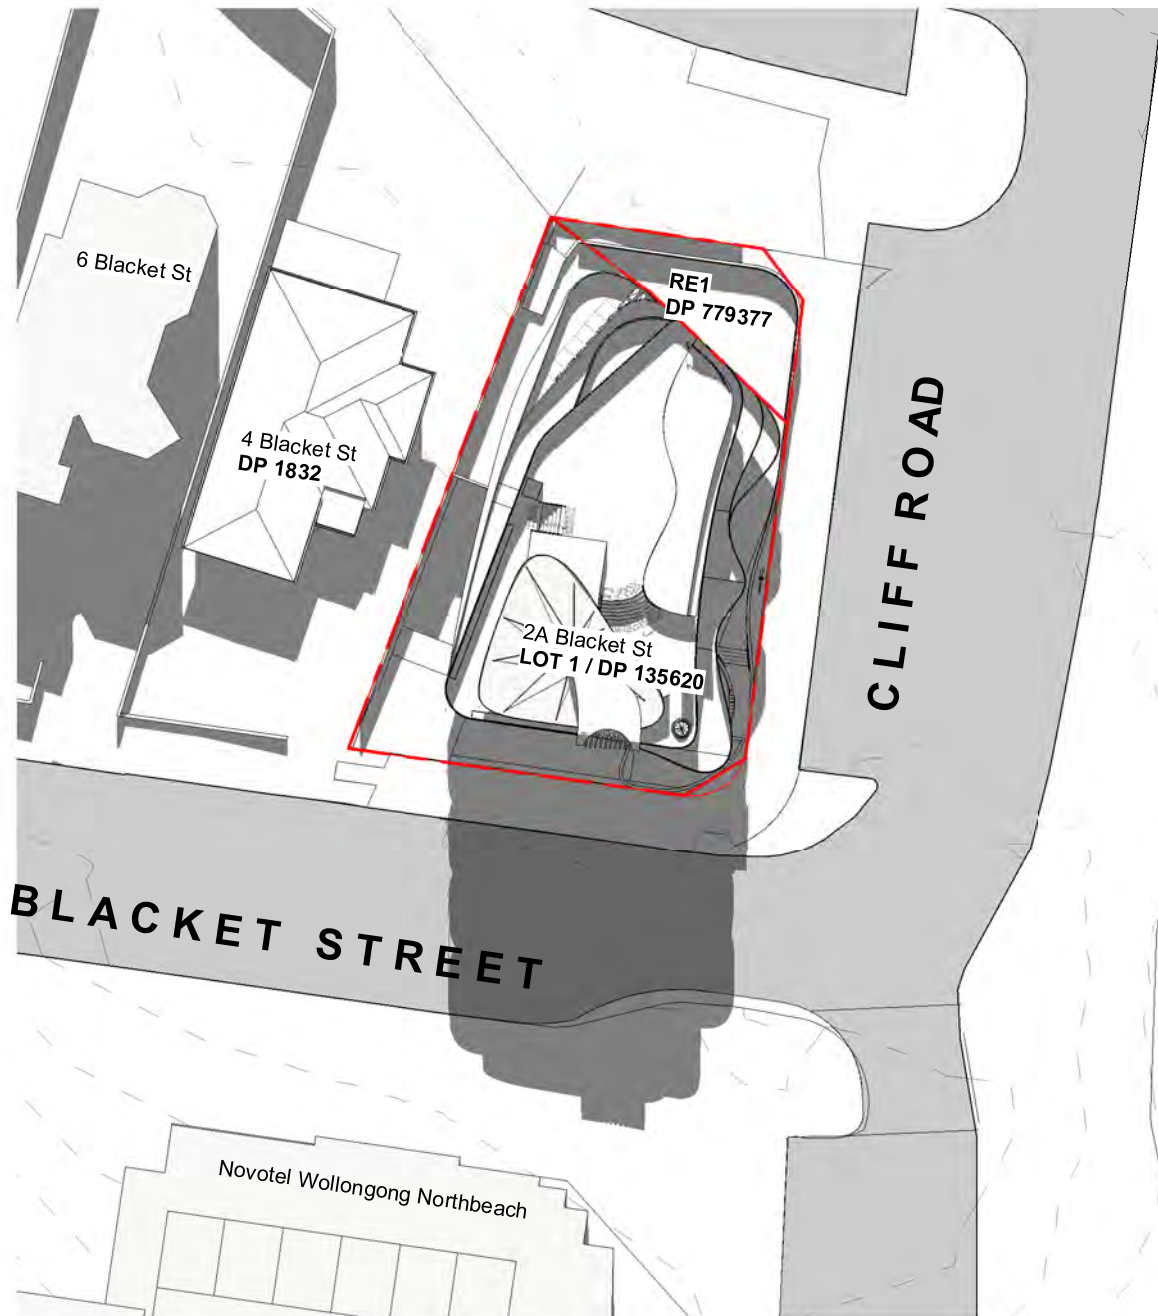 6 Blacket St
RE1
DP 779377
4 Blacket St
DP 1832
CLIFF ROAD
2A Blacket St
LOT 1 / DP 135620
BLACKET STREET
Novotel Wollongong Northbeach